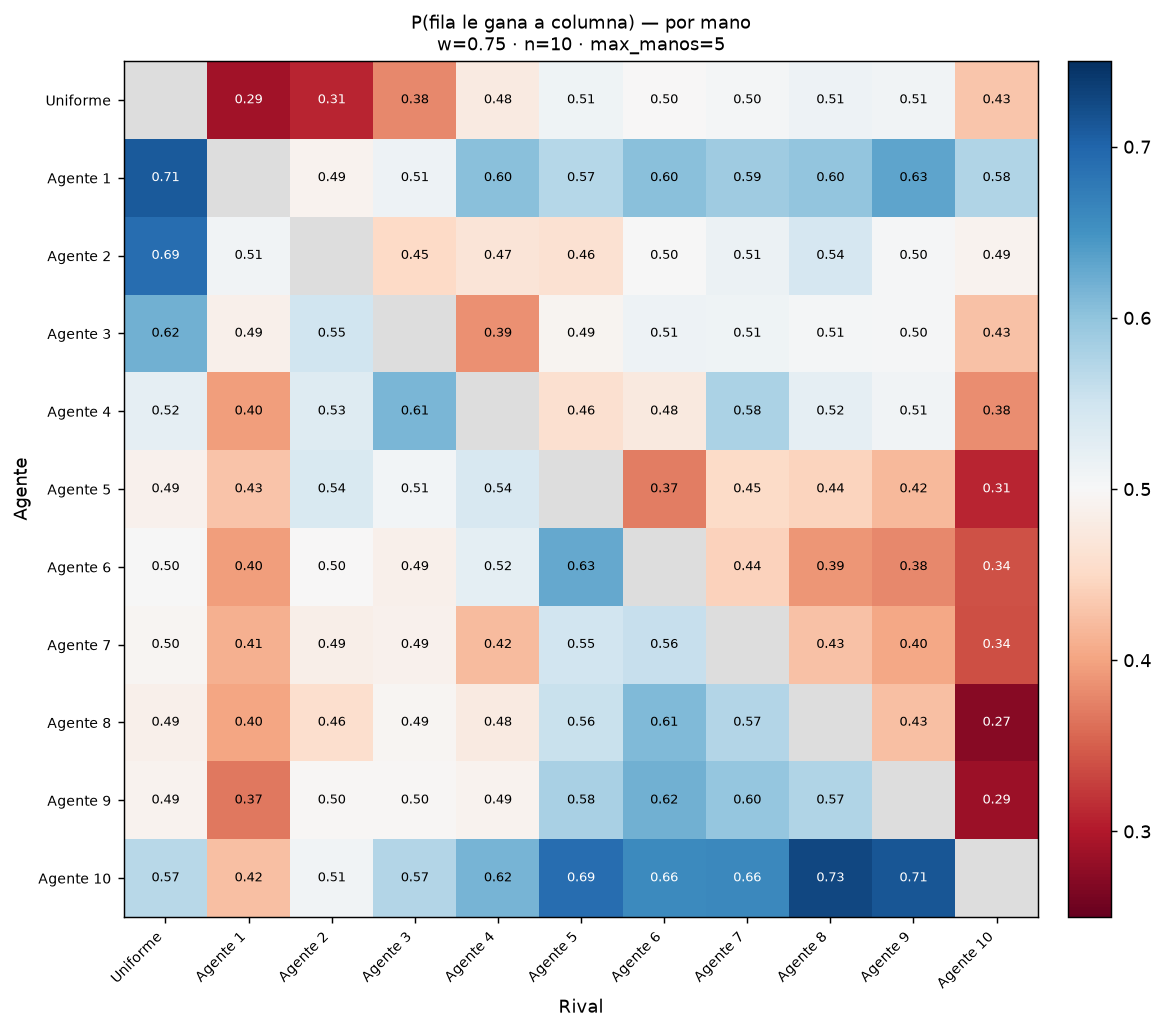 P(fila le gana a columna) — por mano
w=0.75 · n=10 · max_manos=5
Uniforme 0.29 0.31 0.38 0.48 0.51 0.50 0.50 0.51 0.51 0.43
Agente 1 0.71 0.49 0.51 0.60 0.57 0.60 0.59 0.60 0.63 0.58
Agente 2 0.69 0.51 0.45 0.47 0.46 0.50 0.51 0.54 0.50 0.49
Agente 3 0.62 0.49 0.55 0.39 0.49 0.51 0.51 0.51 0.50 0.43
Agente 4 0.52 0.40 0.53 0.61 0.46 0.48 0.58 0.52 0.51 0.38
Agente 5 0.49 0.43 0.54 0.51 0.54 0.37 0.45 0.44 0.42 0.31
Agente 6 0.50 0.40 0.50 0.49 0.52 0.63 0.44 0.39 0.38 0.34
Agente 7 0.50 0.41 0.49 0.49 0.42 0.55 0.56 0.43 0.40 0.34
Agente 8 0.49 0.40 0.46 0.49 0.48 0.56 0.61 0.57 0.43 0.27
Agente 9 0.49 0.37 0.50 0.50 0.49 0.58 0.62 0.60 0.57 0.29
Agente 10 0.57 0.42 0.51 0.57 0.62 0.69 0.66 0.66 0.73 0.71
Agente
Uniforme Agente 1 Agente 2 Agente 3 Agente 4 Agente 5 Agente 6 Agente 7 Agente 8 Agente 9 Agente 10
Rival
0.7
0.6
0.5
0.4
0.3